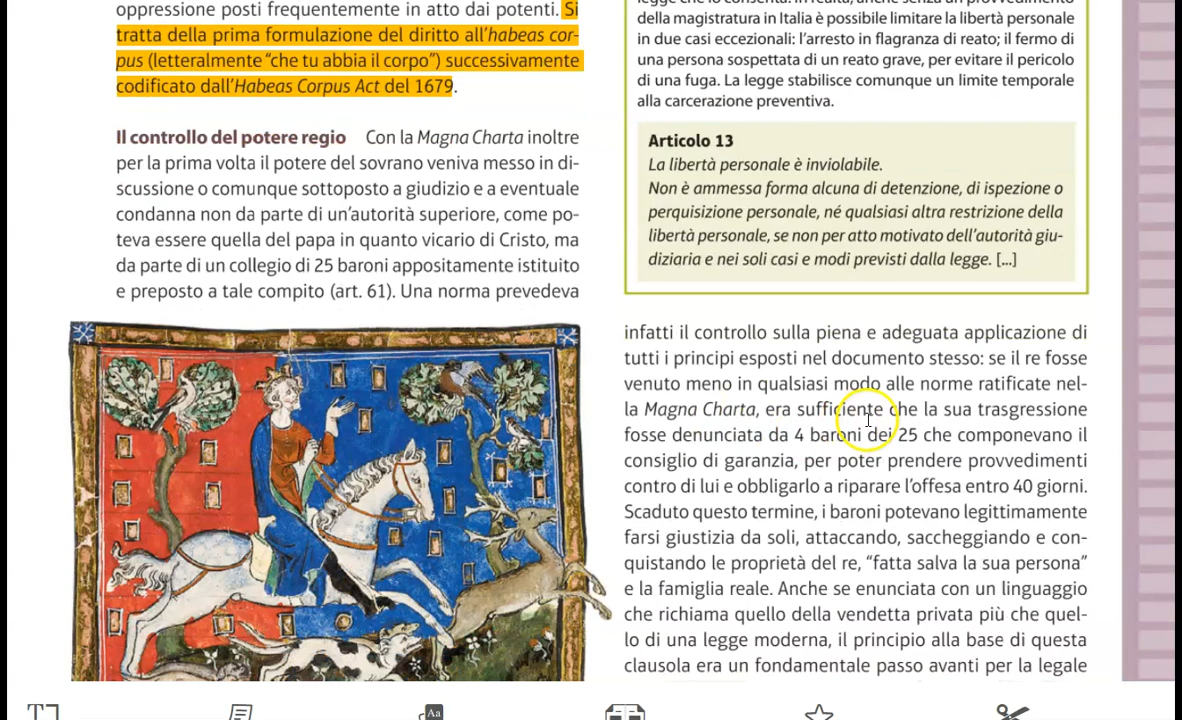 oppressione posti frequentemente in atto dai potenti. Si
tratta della prima formulazione del diritto all'habeas cor-
pus (letteralmente "che tu abbia il corpo") successivamente
codificato dall'Habeas Corpus Act del 1679.
Il controllo del potere regio Con la Magna Charta inoltre
per la prima volta il potere del sovrano veniva messo in di-
scussione o comunque sottoposto a giudizio e a eventuale
condanna non da parte di un'autorità superiore, come po-
teva essere quella del papa in quanto vicario di Cristo, ma
da parte di un collegio di 25 baroni appositamente istituito
e preposto a tale compito (art. 61). Una norma prevedeva
legge che lo consenta. In realtà, anche senza un provvedimento
della magistratura in Italia è possibile limitare la libertà personale
in due casi eccezionali: l'arresto in flagranza di reato; il fermo di
una persona sospettata di un reato grave, per evitare il pericolo
di una fuga. La legge stabilisce comunque un limite temporale
alla carcerazione preventiva.
Articolo 13
La libertà personale è inviolabile.
Non è ammessa forma alcuna di detenzione, di ispezione o
perquisizione personale, né qualsiasi altra restrizione della
libertà personale, se non per atto motivato dell'autorità giu-
diziaria e nei soli casi e modi previsti dalla legge. [...]
infatti il controllo sulla piena e adeguata applicazione di
tutti i principi esposti nel documento stesso: se il re fosse
venuto meno in qualsiasi modo alle norme ratificate nel-
la Magna Charta, era sufficiente che la sua trasgressione
fosse denunciata da 4 baroni dei 25 che componevano il
consiglio di garanzia, per poter prendere provvedimenti
contro di lui e obbligarlo a riparare l'offesa entro 40 giorni.
Scaduto questo termine, i baroni potevano legittimamente
farsi giustizia da soli, attaccando, saccheggiando e con-
quistando le proprietà del re, "fatta salva la sua persona"
e la famiglia reale. Anche se enunciata con un linguaggio
che richiama quello della vendetta privata più che quel-
lo di una legge moderna, il principio alla base di questa
clausola era un fondamentale passo avanti per la legale
T
Aa